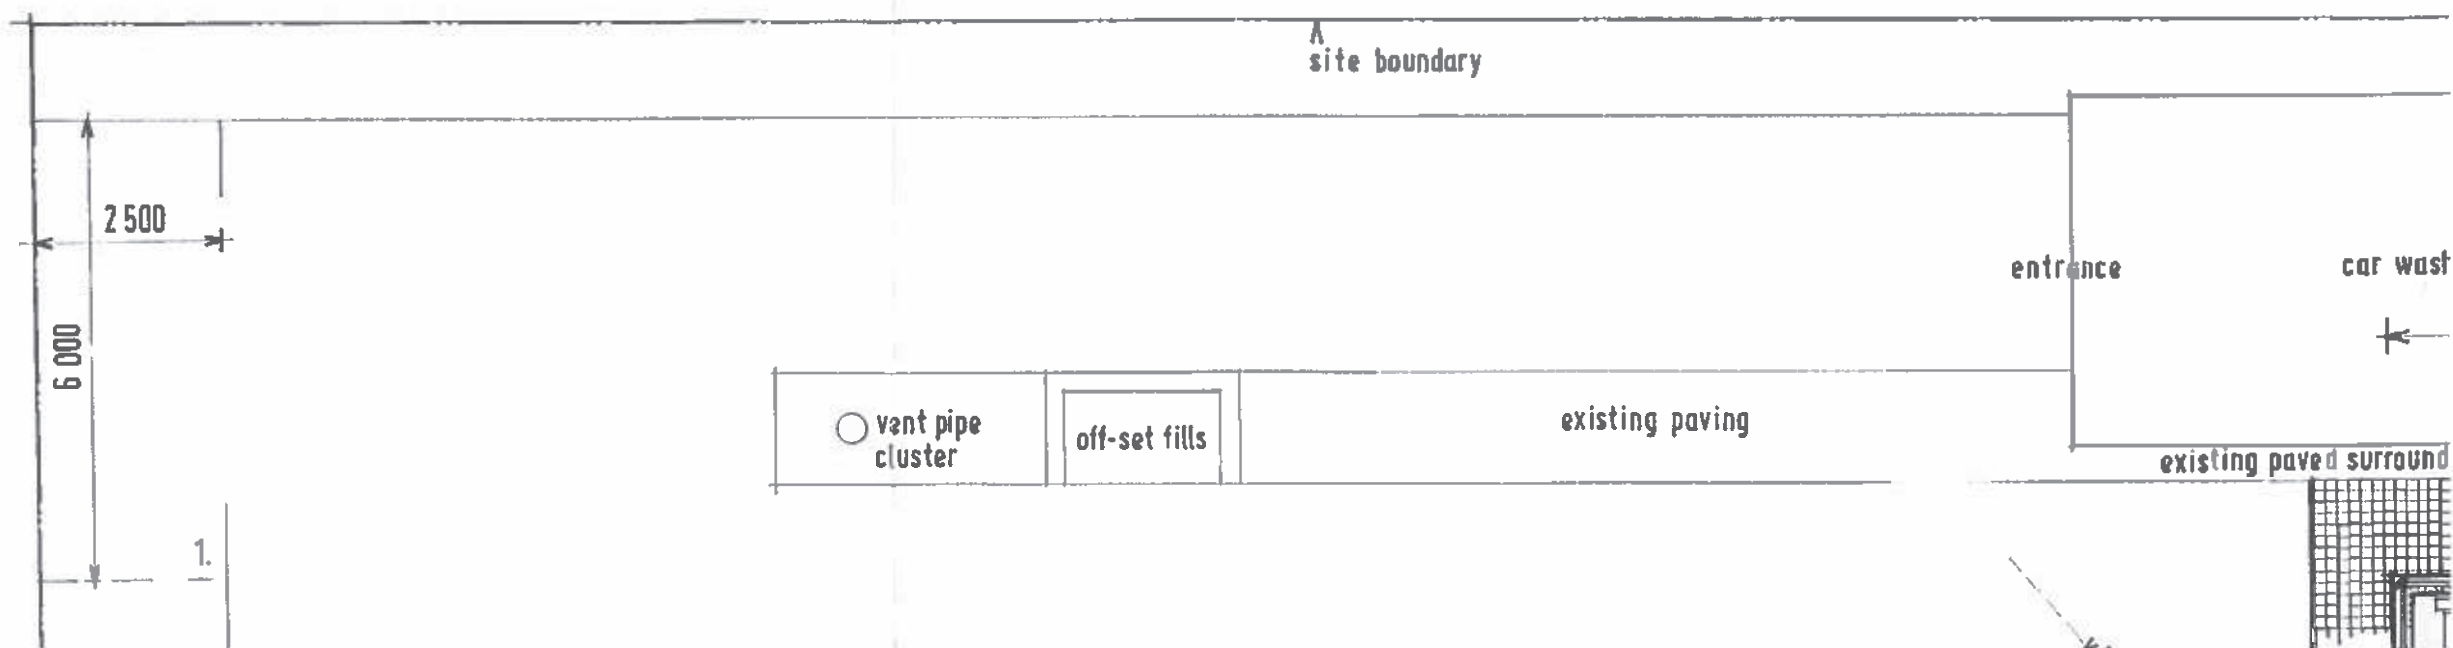 site boundary
2 500
entrance
car wash
6 000
vent pipe
cluster
off-set fills
existing paving
existing paved surround
1.